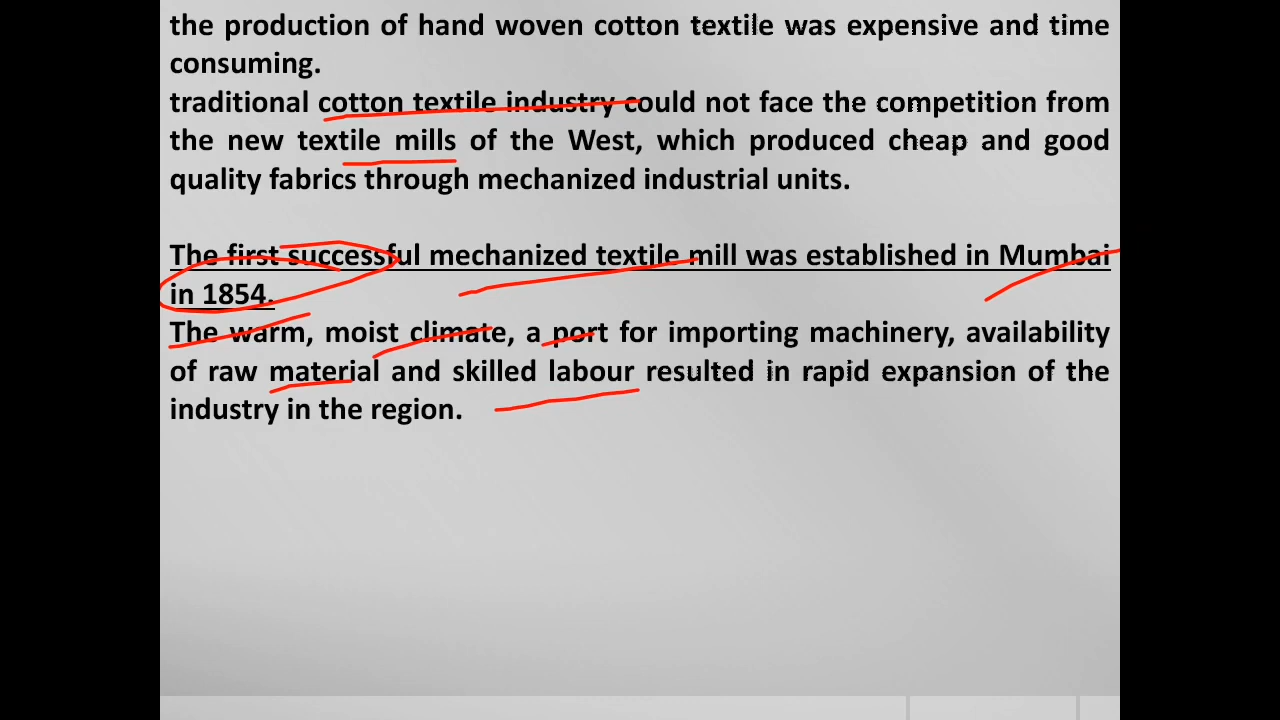 the production of hand woven cotton textile was expensive and time
consuming.
traditional cotton textile industry could not face the competition from
the new textile mills of the West, which produced cheap and good
quality fabrics through mechanized industrial units.
The first successful mechanized textile mill was established in Mumbai
in 1854.
The warm, moist climate, a port for importing machinery, availability
of raw material and skilled labour resulted in rapid expansion of the
industry in the region.